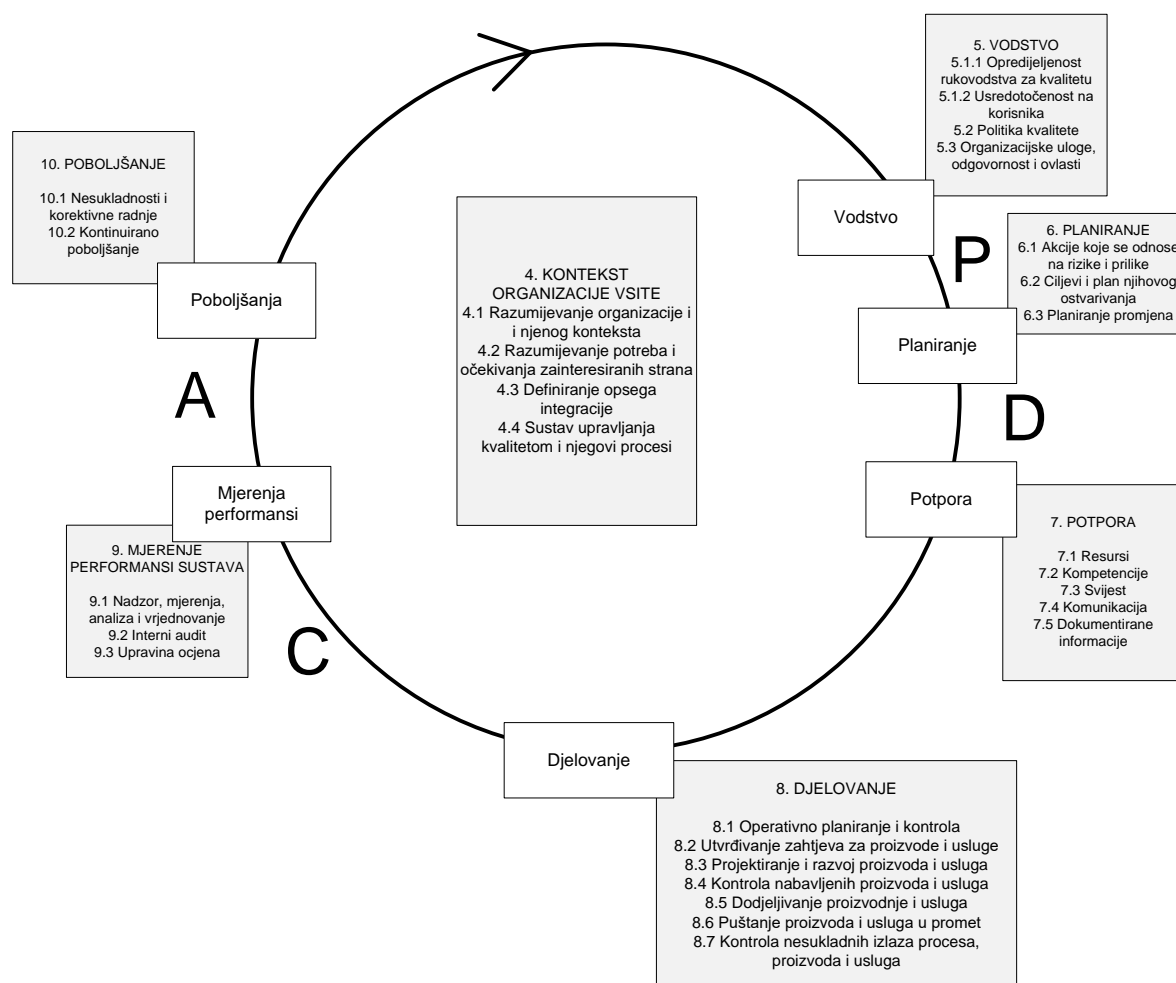 5. VODSTVO
5.1.1 Opredijeljenost
rukovodstva za kvalitetu
5.1.2 Usredotočenost na
korisnika
5.2 Politika kvalitete
5.3 Organizacijske uloge,
odgovornost i ovlasti
Vodstvo
P
6. PLANIRANJE
6.1 Akcije koje se odnose
na rizike i prilike
6.2 Ciljevi i plan njihovog
ostvarivanja
6.3 Planiranje promjena
Planiranje
D
Potpora
7. POTPORA
7.1 Resursi
7.2 Kompetencije
7.3 Svijest
7.4 Komunikacija
7.5 Dokumentirane
informacije
4. KONTEKST
ORGANIZACIJE VSITE
4.1 Razumijevanje organizacije i
i njenog konteksta
4.2 Razumijevanje potreba i
očekivanja zainteresiranih strana
4.3 Definiranje opsega
integracije
4.4 Sustav upravljanja
kvalitetom i njegovi procesi
Djelovanje
8. DJELOVANJE
8.1 Operativno planiranje i kontrola
8.2 Utvrđivanje zahtjeva za proizvode i usluge
8.3 Projektiranje i razvoj proizvoda i usluga
8.4 Kontrola nabavljenih proizvoda i usluga
8.5 Dodjeljivanje proizvodnje i usluga
8.6 Puštanje proizvoda i usluga u promet
8.7 Kontrola nesukladnih izlaza procesa,
proizvoda i usluga
C
Mjerenja
performansi
9. MJERENJE
PERFORMANSI SUSTAVA
9.1 Nadzor, mjerenja,
analiza i vrjednovanje
9.2 Interni audit
9.3 Upravina ocjena
A
Poboljšanja
10. POBOLJŠANJE
10.1 Nesukladnosti i
korektivne radnje
10.2 Kontinuirano
poboljšanje